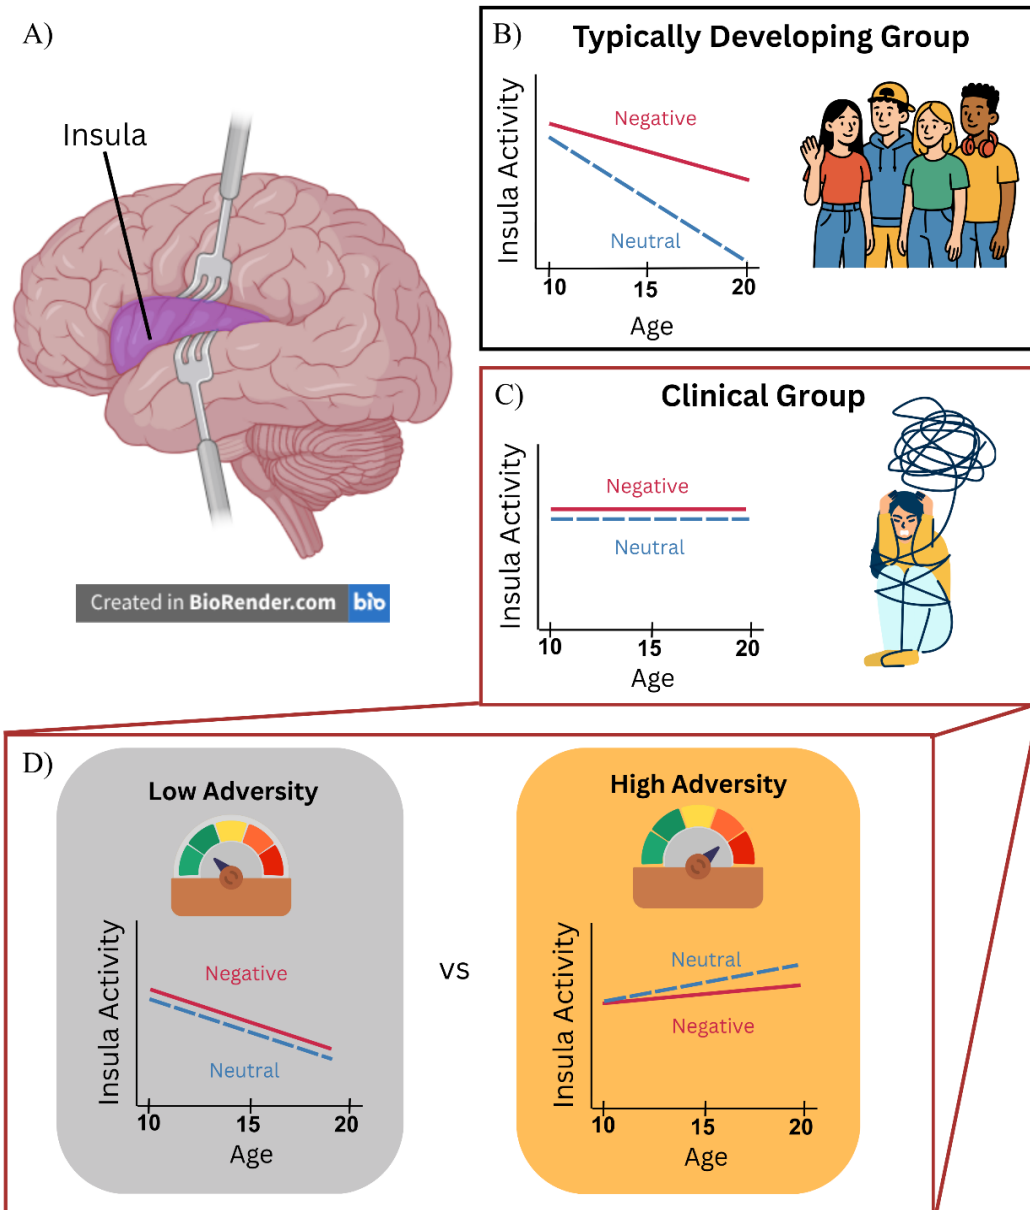 A)
Insula
Created in BioRender.com bio
B)
Typically Developing Group
Insula Activity
Negative
Neutral
10 15 20
Age
C)
Clinical Group
Insula Activity
Negative
Neutral
10 15 20
Age
D)
Low Adversity
Insula Activity
Negative
Neutral
10 15 20
Age
vs
High Adversity
Insula Activity
Neutral
Negative
10 15 20
Age